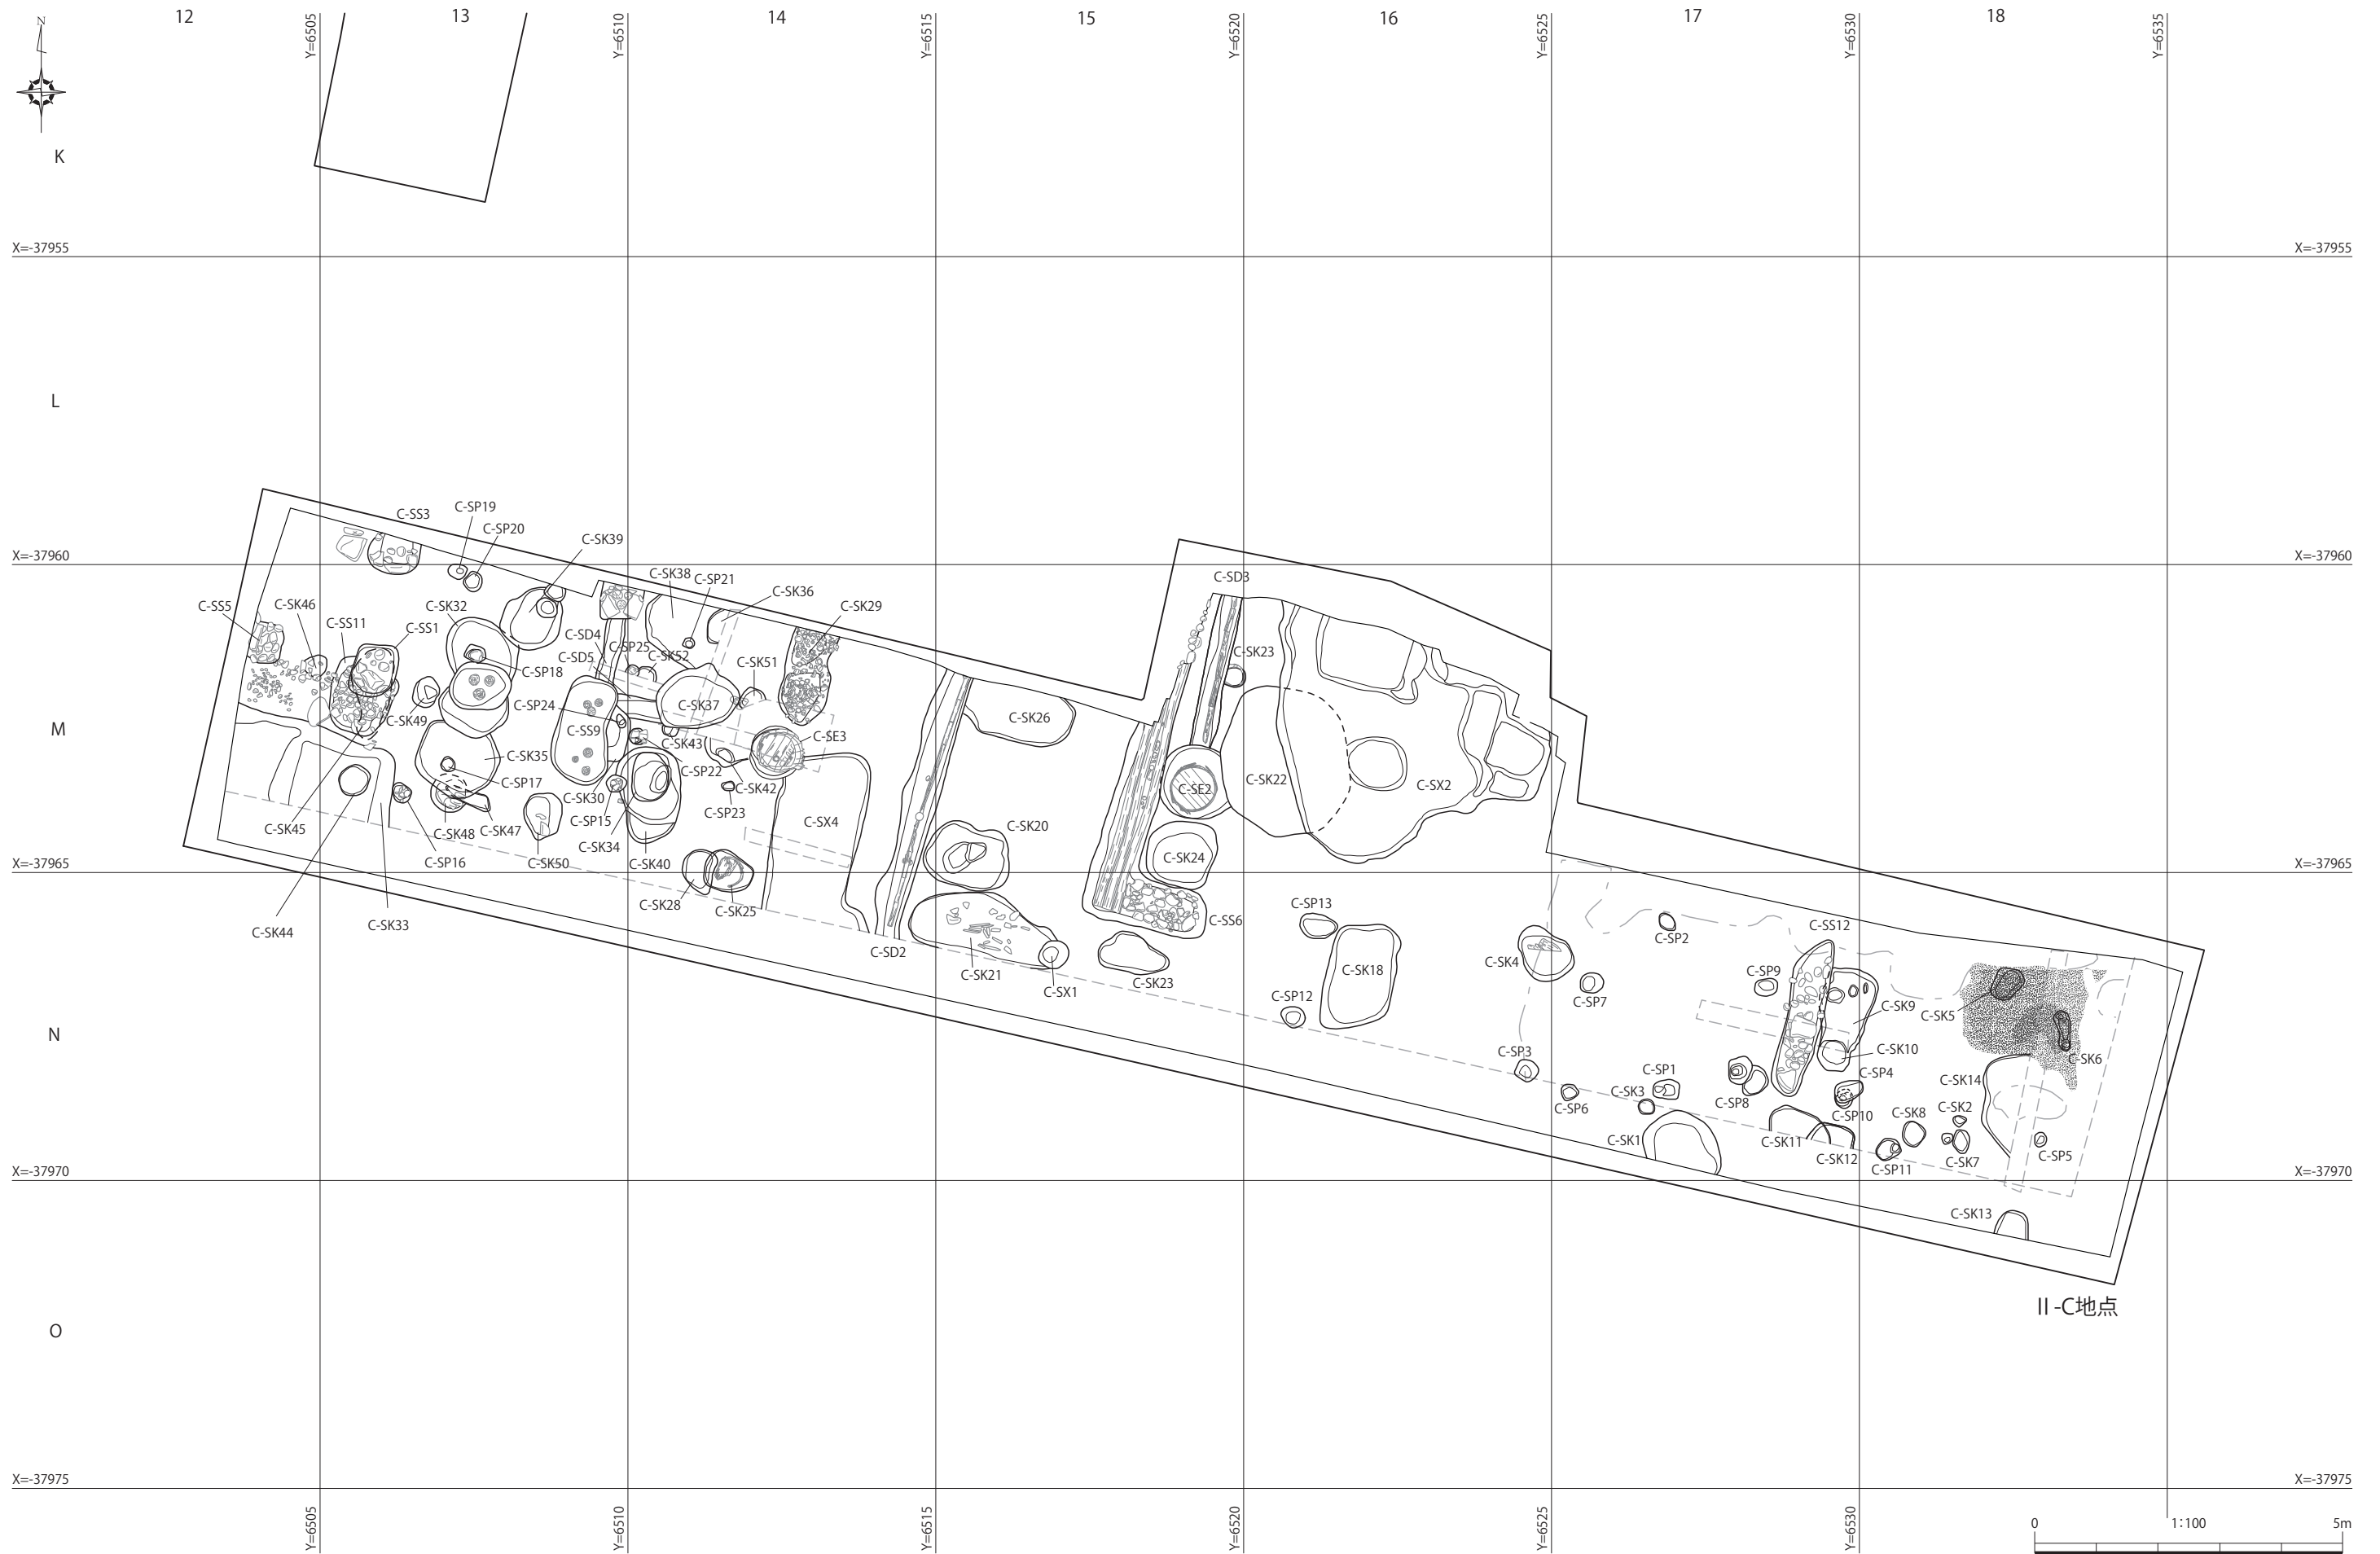 12
13
14
15
16
17
18
Y=6505
Y=6510
Y=6515
Y=6520
Y=6525
Y=6530
Y=6535
N
K
X=-37955
X=-37955
L
C-SP19
C-SS3
C-SP20
C-SK39
X=-37960
X=-37960
C-SK38
C-SP21
C-SD3
C-SK36
C-SS5
C-SK46
C-SK32
C-SK29
C-SS11
C-SS1
C-SD4
C-SP25
C-SK23
C-SD5
C-SK52
C-SK51
C-SP18
C-SP24
C-SK37
C-SK49
C-SK26
M
C-SS9
C-SE3
C-SK43
C-SK35
C-SP22
C-SP17
C-SK22
C-SX2
C-SK42
C-SE2
C-SK30
C-SP23
C-SK45
C-SP15
C-SX4
C-SK48
C-SK47
C-SK20
C-SK34
C-SP16
C-SK50
C-SK40
C-SK24
X=-37965
X=-37965
C-SK28
C-SP13
C-SK25
C-SS6
C-SK33
C-SK44
C-SS12
C-SP2
C-SD2
C-SK4
C-SK21
C-SK18
C-SP9
C-SK23
C-SX1
C-SP12
C-SP7
C-SK9
C-SK5
N
C-SP3
C-SK10
C-SK6
C-SP1
C-SP4
C-SK14
C-SK3
C-SP8
C-SP6
C-SK2
C-SP10
C-SK8
C-SK1
C-SK11
C-SP5
C-SK12
C-SK7
C-SP11
X=-37970
X=-37970
C-SK13
Ⅱ-C地点
O
X=-37975
X=-37975
Y=6505
Y=6510
Y=6515
Y=6520
Y=6525
Y=6530
0 1:100 5m